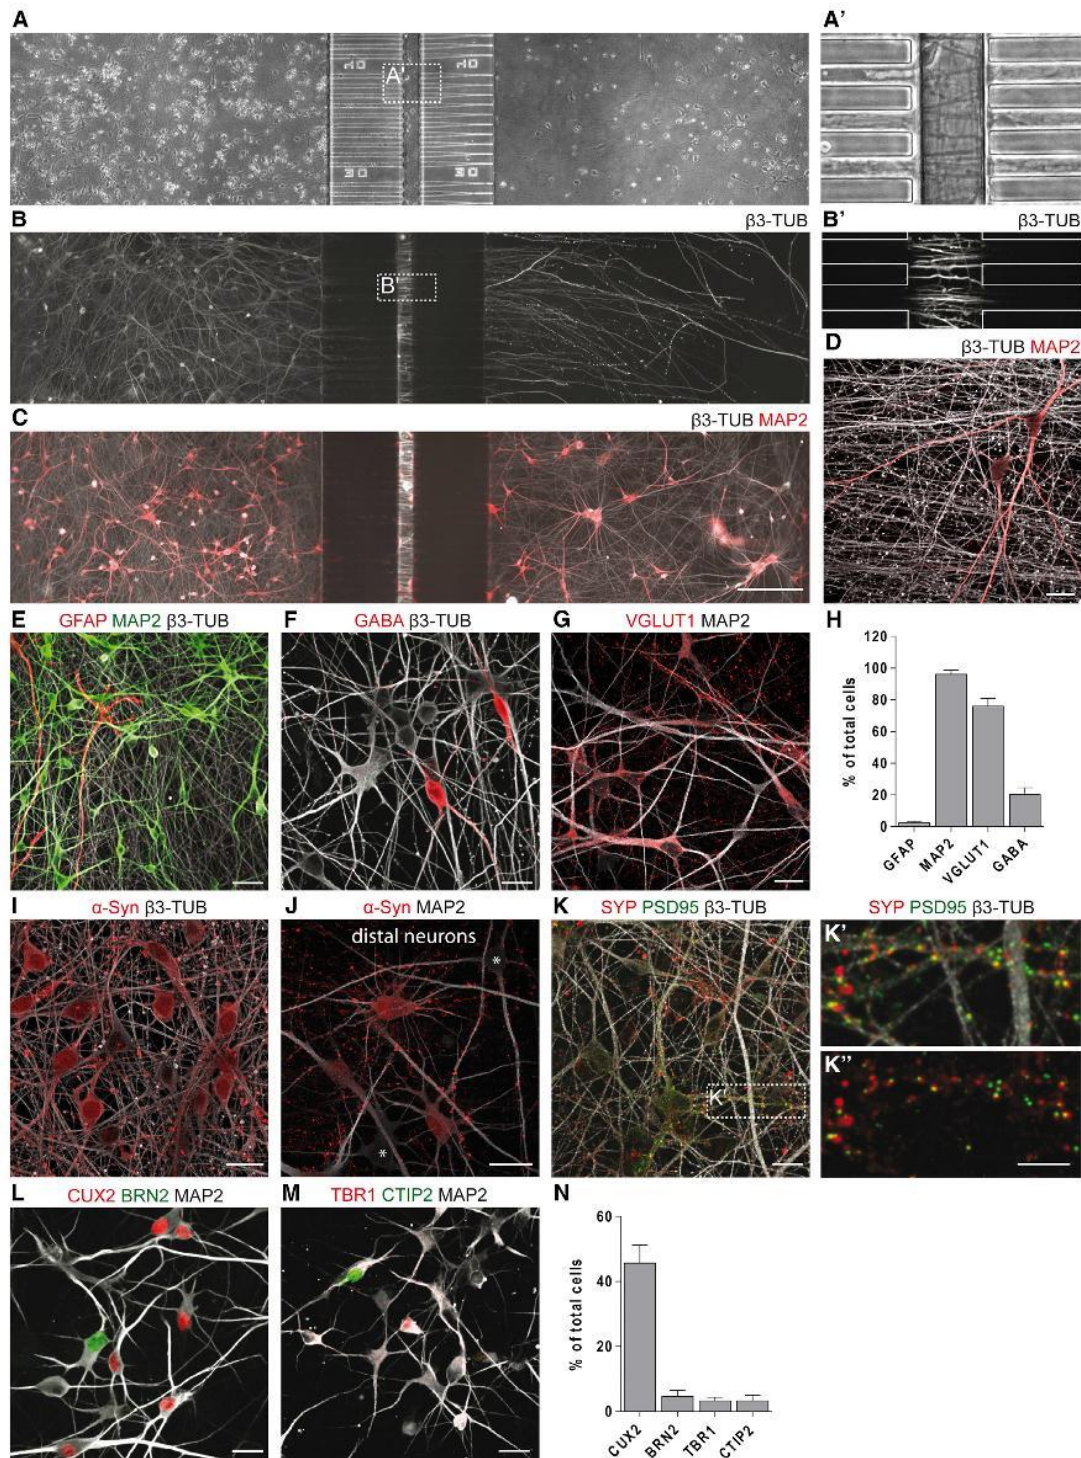 A
A'
A'
B
β3-TUB
B'
β3-TUB
B'
C
β3-TUB MAP2
D
β3-TUB MAP2
E
GFAP MAP2 β3-TUB
F
GABA β3-TUB
G
VGLUT1 MAP2
H
120
100
80
60
40
20
0
% of total cells
GFAP
MAP2
VGLUT1
GABA
I
α-Syn β3-TUB
J
α-Syn MAP2
distal neurons
*
*
K
SYP PSD95 β3-TUB
K'
SYP PSD95 β3-TUB
K'
K"
L
CUX2 BRN2 MAP2
M
TBR1 CTIP2 MAP2
N
60
40
20
0
% of total cells
CUX2
BRN2
TBR1
CTIP2